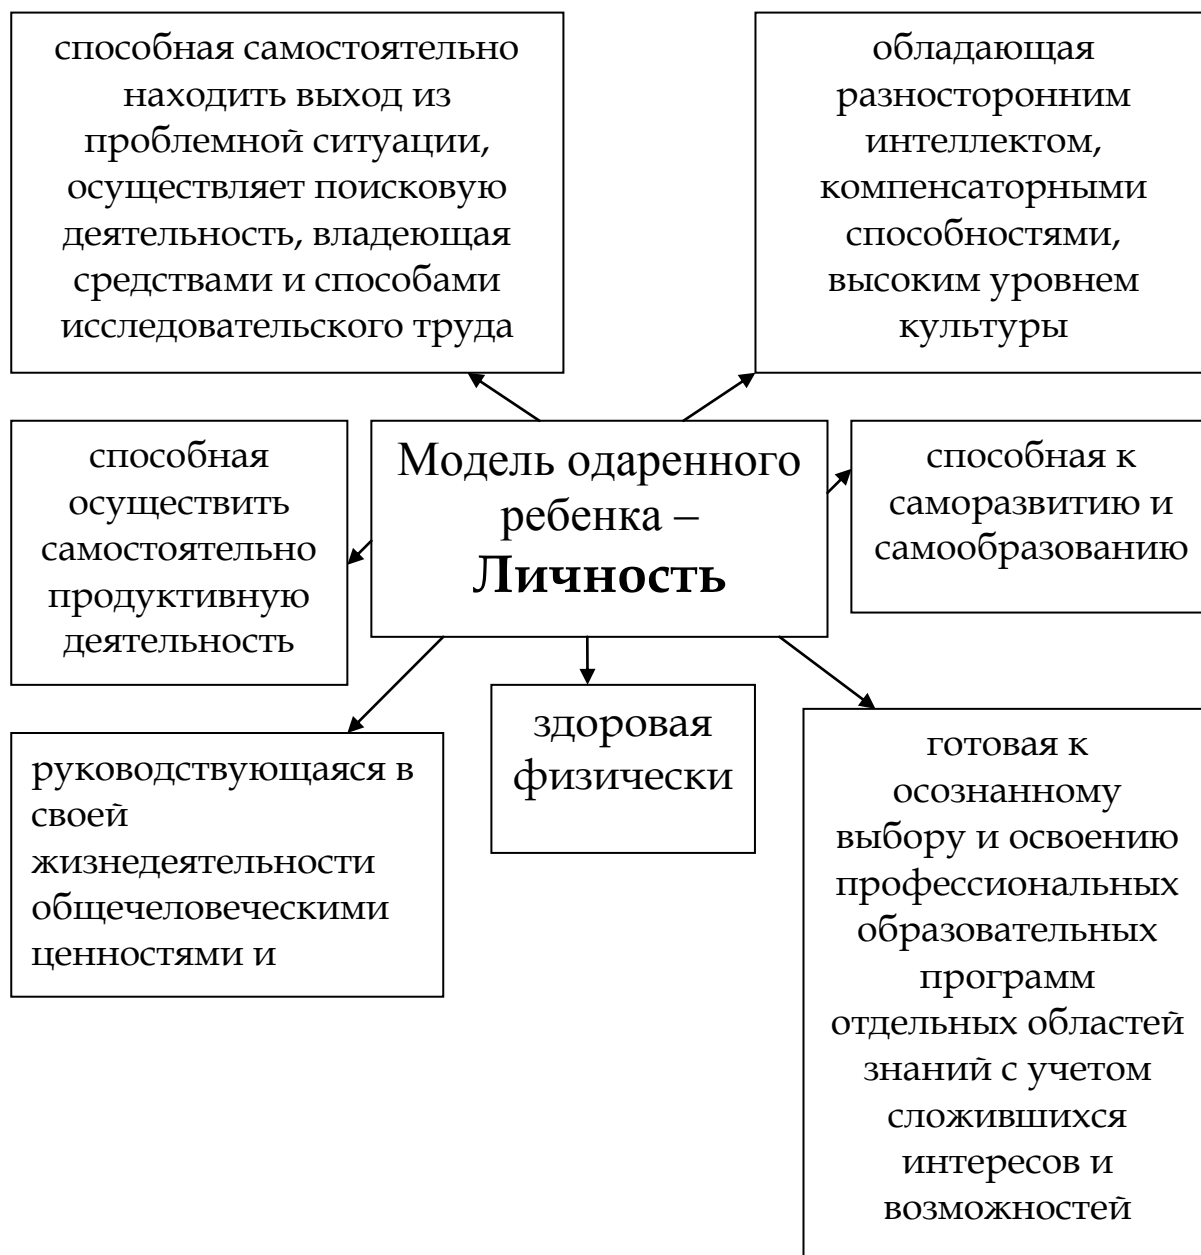 способная самостоятельно
находить выход из
проблемной ситуации,
осуществляет поисковую
деятельность, владеющая
средствами и способами
исследовательского труда
обладающая
разносторонним
интеллектом,
компенсаторными
способностями,
высоким уровнем
культуры
способная
осуществить
самостоятельно
продуктивную
деятельность
Модель одаренного
ребенка –
Личность
способная к
саморазвитию и
самообразованию
руководствующаяся в
своей
жизнедеятельности
общечеловеческими
ценностями и
здоровая
физически
готовая к
осознанному
выбору и освоению
профессиональных
образовательных
программ
отдельных областей
знаний с учетом
сложившихся
интересов и
возможностей